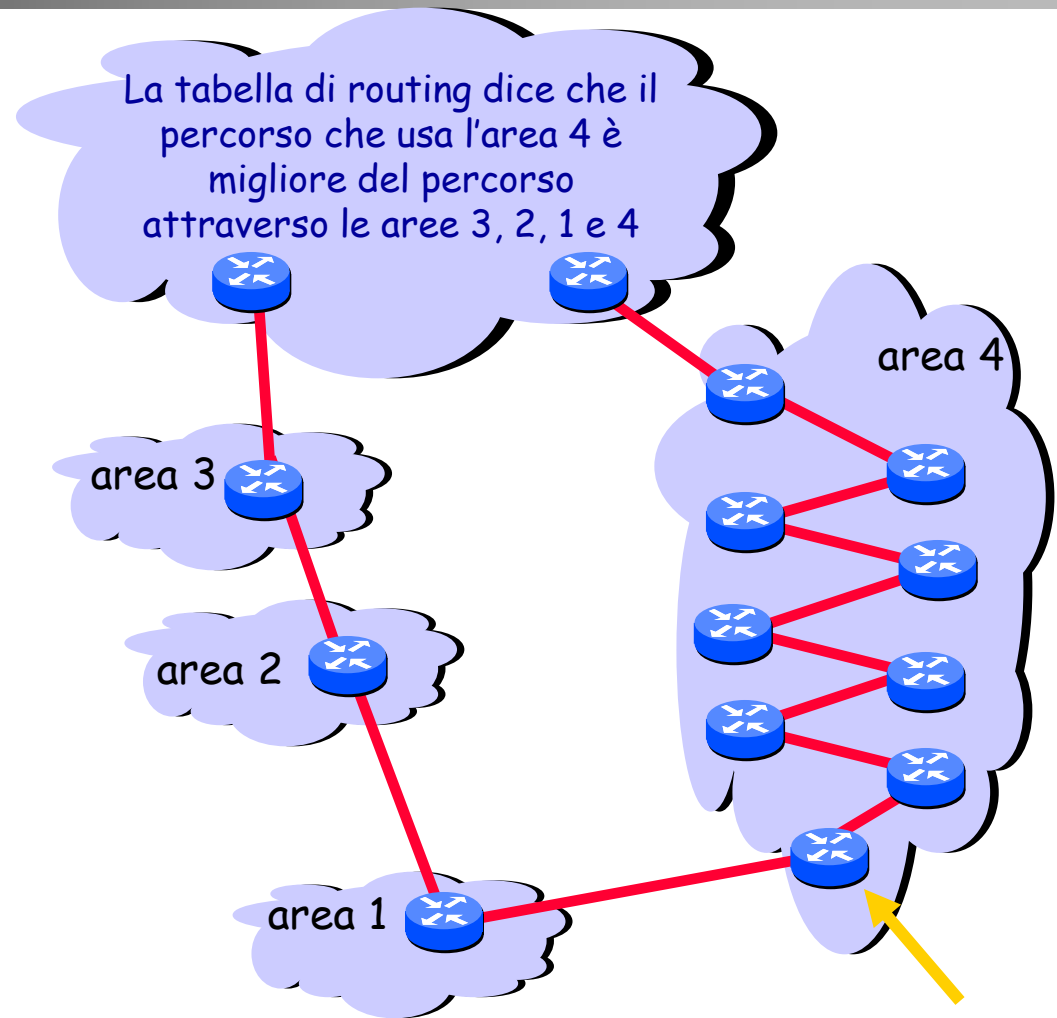 La tabella di routing dice che il
percorso che usa l'area 4 è
migliore del percorso
attraverso le aree 3, 2, 1 e 4
area 4
area 3
area 2
area 1